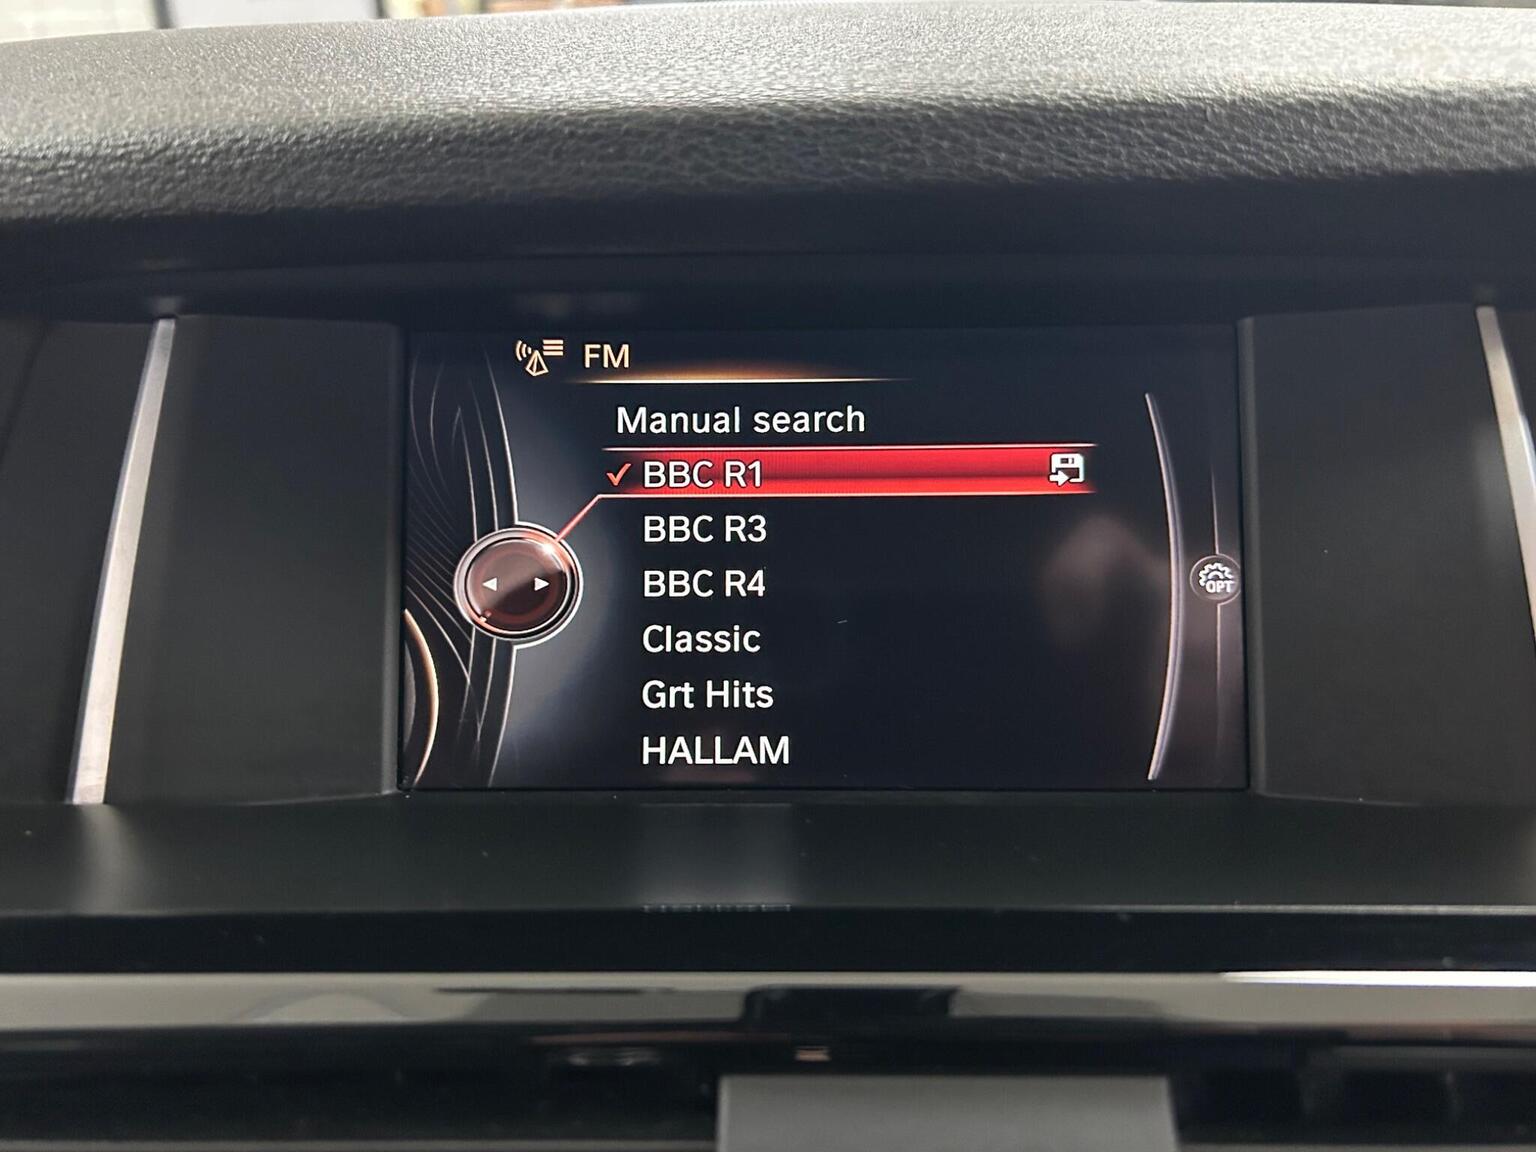 FM
Manual search
BBC R1
BBC R3
BBC R4
OPT
Classic
Grt Hits
HALLAM